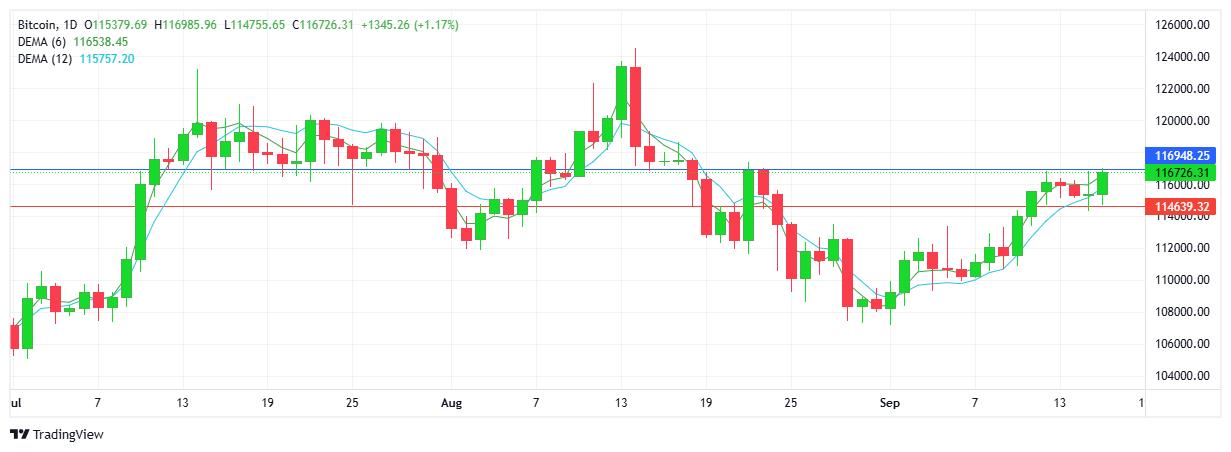 Bitcoin, 1D O115379.69 H116985.96 L114755.65 C116726.31 +1345.26 (+1.17%)
DEMA (6) 116538.45
DEMA (12) 115757.20
126000.00
124000.00
122000.00
120000.00
116948.25
116726.31
116000.00
114639.32
114000.00
112000.00
110000.00
108000.00
106000.00
104000.00
ul 7 13 19 25 Aug 7 13 19 25 Sep 7 13 1
TradingView